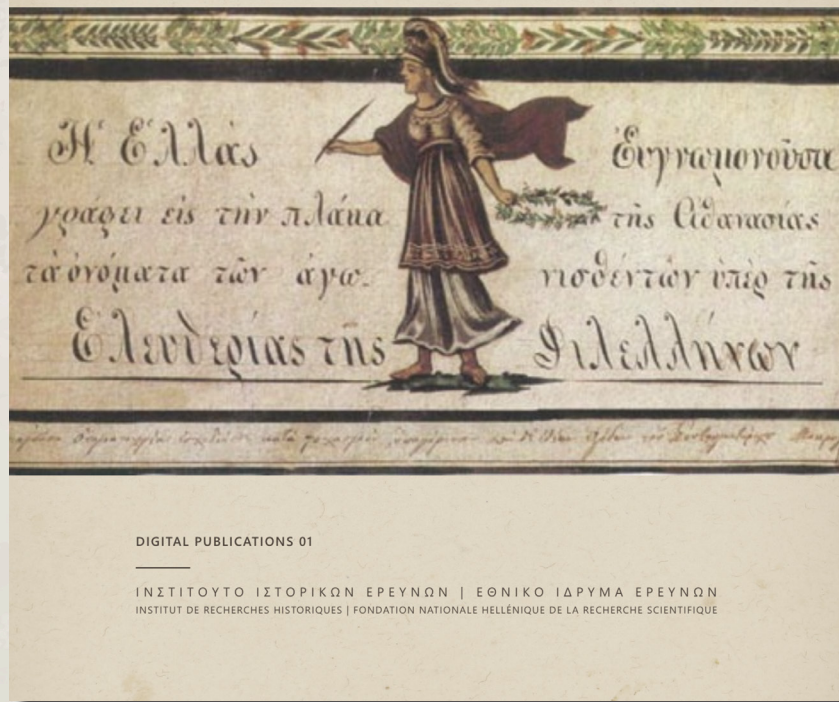 Ἡ Ἑλλὰς Εὐγνωμονοῦσα
γράφει εἰς τὴν πλάκα τῆς Ἀθανασίας
τὰ ὀνόματα τῶν ἀγω- νισθέντων ὑπὲρ τῆς
Ἐλευθερίας της Φιλελλήνων
DIGITAL PUBLICATIONS 01
ΙΝΣΤΙΤΟΥΤΟ ΙΣΤΟΡΙΚΩΝ ΕΡΕΥΝΩΝ | ΕΘΝΙΚΟ ΙΔΡΥΜΑ ΕΡΕΥΝΩΝ
INSTITUT DE RECHERCHES HISTORIQUES | FONDATION NATIONALE HELLÉNIQUE DE LA RECHERCHE SCIENTIFIQUE